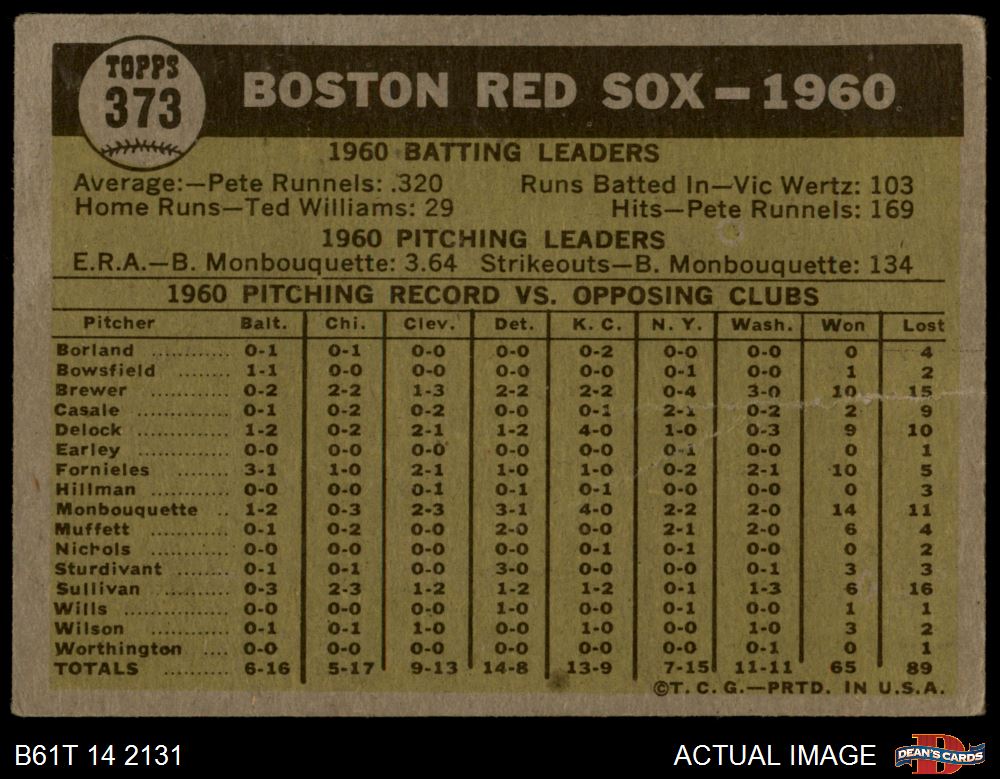 TOPPS
373
BOSTON RED SOX — 1960
1960 BATTING LEADERS
Average:—Pete Runnels: .320 Runs Batted In—Vic Wertz: 103
Home Runs—Ted Williams: 29 Hits—Pete Runnels: 169
1960 PITCHING LEADERS
E.R.A.—B. Monbouquette: 3.64 Strikeouts—B. Monbouquette: 134
1960 PITCHING RECORD VS. OPPOSING CLUBS
Pitcher Balt. Chi. Clev. Det. K. C. N. Y. Wash. Won Lost
Borland ............ 0-1 0-1 0-0 0-0 0-2 0-0 0-0 0 4
Bowsfield ........ 1-1 0-0 0-0 0-0 0-0 0-1 0-0 1 2
Brewer ............ 0-2 2-2 1-3 2-2 2-2 0-4 3-0 10 15
Casale .............. 0-1 0-2 0-2 0-0 0-1 2-1 0-2 2 9
Delock .............. 1-2 0-2 2-1 1-2 4-0 1-0 0-3 9 10
Earley .............. 0-0 0-0 0-0 0-0 0-0 0-1 0-0 0 1
Fornieles ........ 3-1 1-0 2-1 1-0 1-0 0-2 2-1 10 5
Hillman ............ 0-0 0-0 0-1 0-1 0-1 0-0 0-0 0 3
Monbouquette .. 1-2 0-3 2-3 3-1 4-0 2-2 2-0 14 11
Muffett ............ 0-1 0-2 0-0 2-0 0-0 2-1 2-0 6 4
Nichols ............ 0-0 0-0 0-0 0-0 0-1 0-1 0-0 0 2
Sturdivant ........ 0-1 0-1 0-0 3-0 0-0 0-0 0-1 3 3
Sullivan ............ 0-3 2-3 1-2 1-2 1-2 0-1 1-3 6 16
Wills ................ 0-0 0-0 0-0 1-0 0-0 0-1 0-0 1 1
Wilson .............. 0-1 0-1 1-0 0-0 1-0 0-0 1-0 3 2
Worthington .... 0-0 0-0 0-0 0-0 0-0 0-0 0-1 0 1
TOTALS ............ 6-16 5-17 9-13 14-8 13-9 7-15 11-11 65 89
©T. C. G.—PRTD. IN U.S.A.
B61T 14 2131 ACTUAL IMAGE DEAN'S CARDS